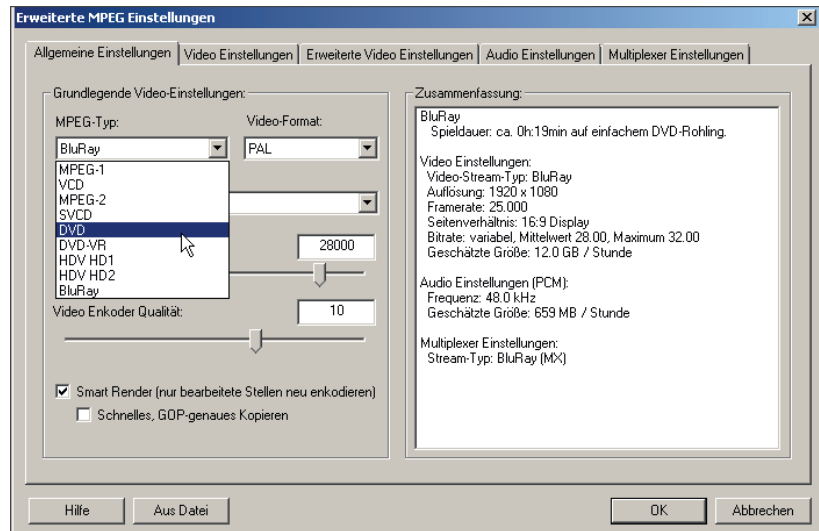 Erweiterte MPEG Einstellungen
Allgemeine Einstellungen
Video Einstellungen
Erweiterte Video Einstellungen
Audio Einstellungen
Multiplexer Einstellungen
Grundlegende Video-Einstellungen:
MPEG-Typ:
Video-Format:
BluRay
PAL
MPEG-1
VCD
MPEG-2
SVCD
DVD
DVD-VR
HDV HD1
HDV HD2
BluRay
28000
Video Enkoder Qualität:
10
Smart Render (nur bearbeitete Stellen neu enkodieren)
Schnelles, GOP-genaues Kopieren
Zusammenfassung:
BluRay
Spieldauer: ca. 0h:19min auf einfachem DVD-Rohling.
Video Einstellungen:
Video-Stream-Typ: BluRay
Auflösung: 1920 x 1080
Framerate: 25.000
Seitenverhältnis: 16:9 Display
Bitrate: variabel, Mittelwert 28.00, Maximum 32.00
Geschätzte Größe: 12.0 GB / Stunde
Audio Einstellungen (PCM):
Frequenz: 48.0 kHz
Geschätzte Größe: 659 MB / Stunde
Multiplexer Einstellungen:
Stream-Typ: BluRay (MX)
Hilfe
Aus Datei
OK
Abbrechen